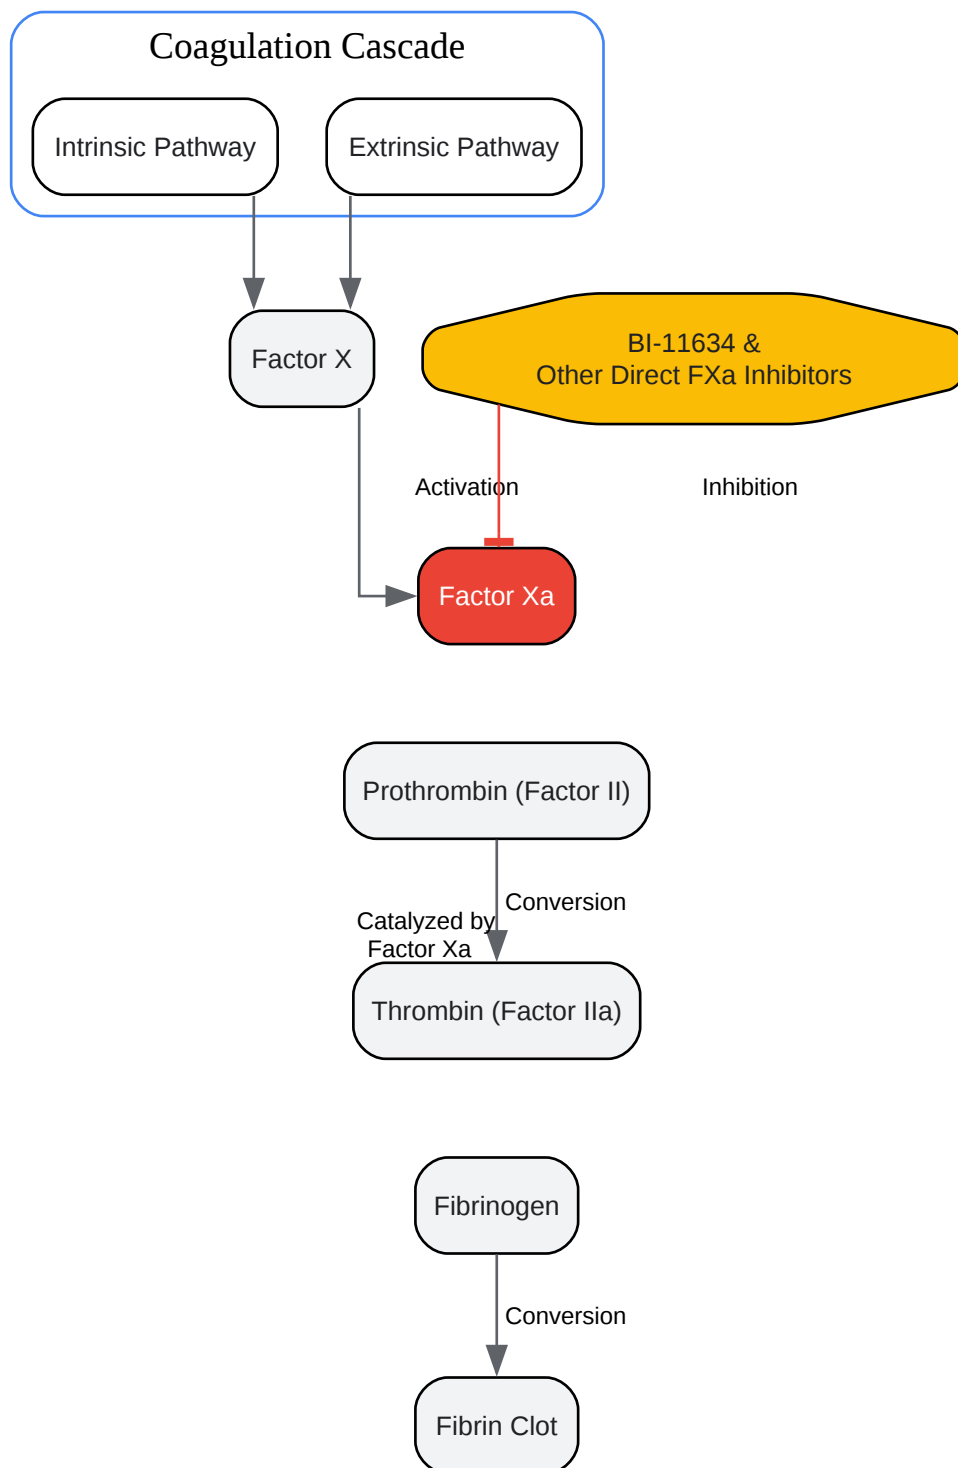 Coagulation Cascade
Intrinsic Pathway
Extrinsic Pathway
Factor X
BI-11634 &
Other Direct FXa Inhibitors
Activation
Inhibition
Factor Xa
Prothrombin (Factor II)
Conversion
Catalyzed by
Factor Xa
Thrombin (Factor IIa)
Fibrinogen
Conversion
Fibrin Clot